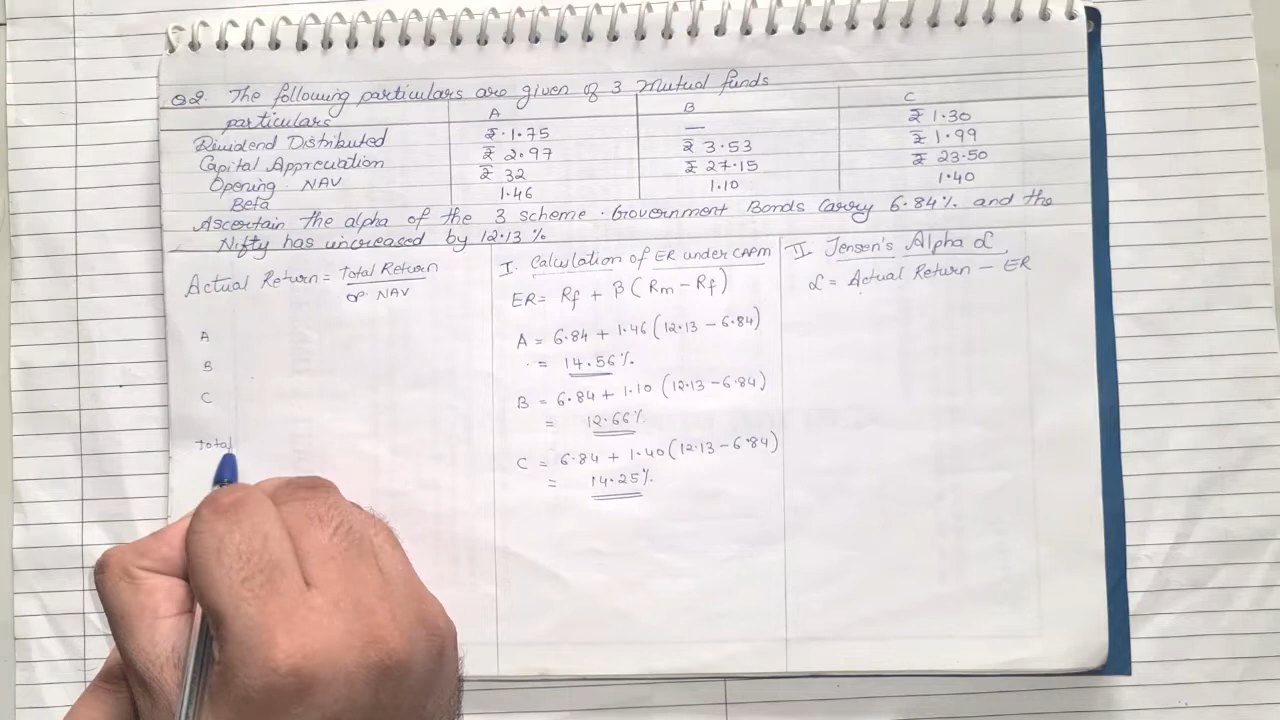 Q2. The following particulars are given of 3 Mutual funds
particulars A B C
Dividend Distributed ₹ 1.75 — ₹ 1.30
Capital Appreciation ₹ 2.97 ₹ 3.53 ₹ 1.99
Opening NAV ₹ 32 ₹ 27.15 ₹ 23.50
Beta 1.46 1.10 1.40
Ascertain the alpha of the 3 scheme. Government Bonds carry 6.84% and the
Nifty has increased by 12.13%
Actual Return = Total Return
OP. NAV
A
B
C
Total
I. Calculation of ER under CAPM
ER = Rf + β (Rm – Rf)
A = 6.84 + 1.46 (12.13 – 6.84)
= 14.56%
B = 6.84 + 1.10 (12.13 – 6.84)
= 12.66%
C = 6.84 + 1.40 (12.13 – 6.84)
= 14.25%
II Jensen's Alpha α
α = Actual Return – ER